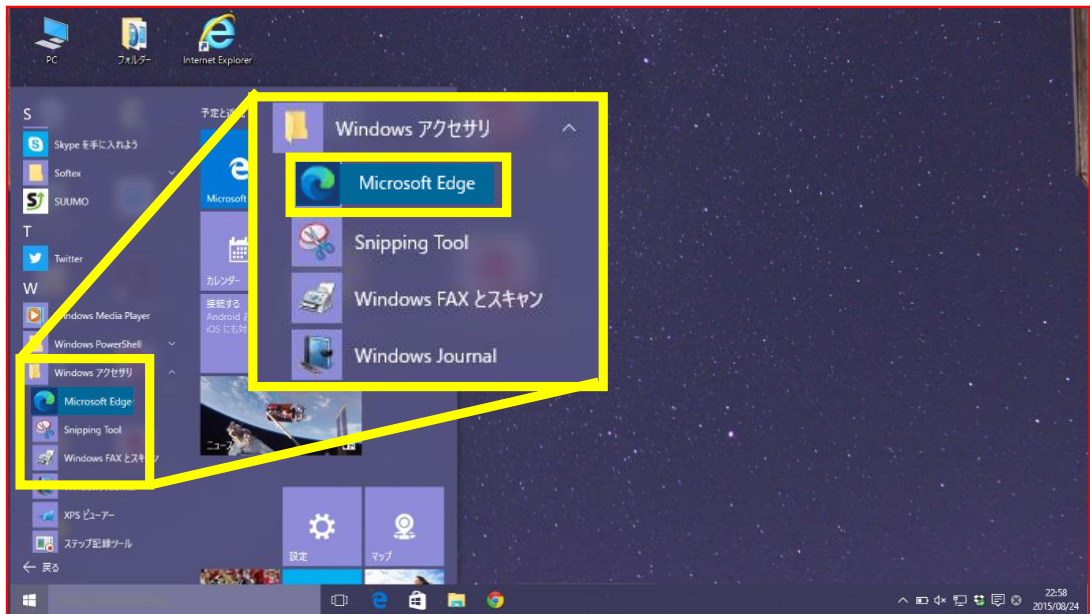 PC
フォルダー
Internet Explorer
S
Skype を手に入れよう
Softex
SUUMO
T
Twitter
W
Windows Media Player
Windows PowerShell
Windows アクセサリ
Microsoft Edge
Snipping Tool
Windows FAX とスキャン
XPS ビューアー
ステップ記録ツール
戻る
予定と
Microsoft
カレンダー
接続する
Android と
iOS にも対
ニュース
設定
マップ
Windows アクセサリ
Microsoft Edge
Snipping Tool
Windows FAX とスキャン
Windows Journal
22:58
2015/08/24